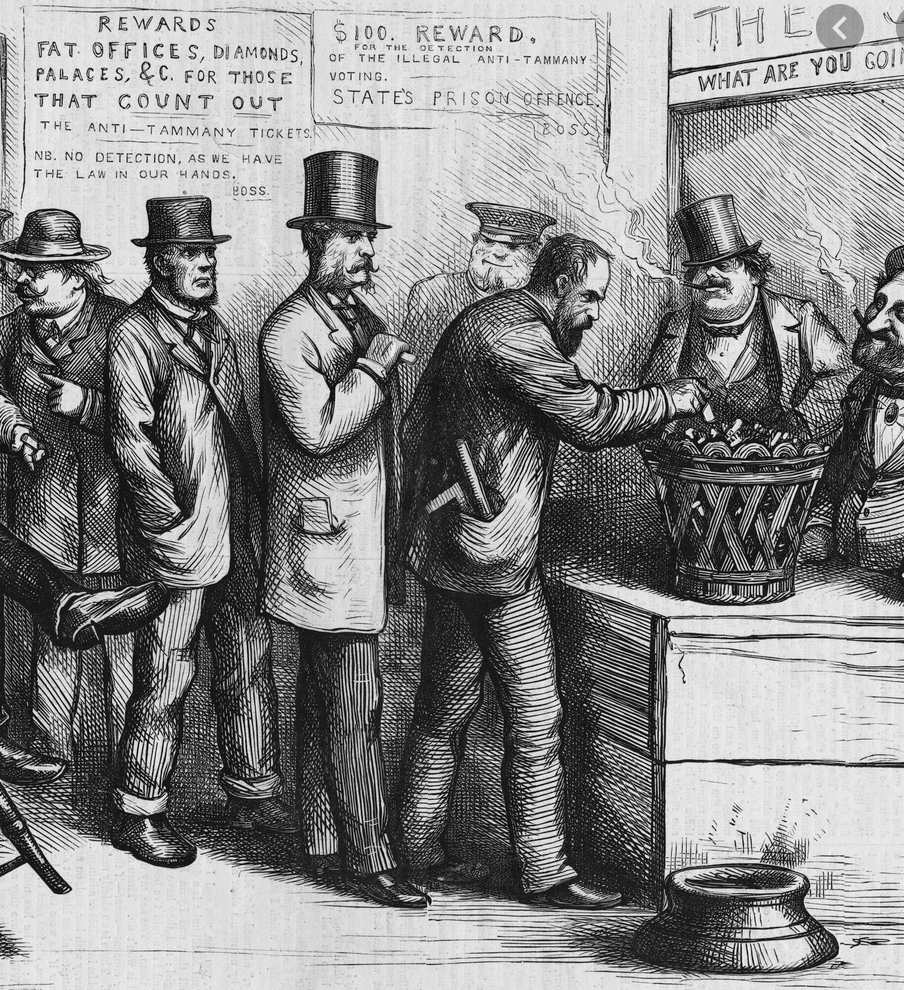 REWARDS
FAT OFFICES, DIAMONDS,
PALACES, &C. FOR THOSE
THAT COUNT OUT
THE ANTI-TAMMANY TICKETS.
NB. NO DETECTION, AS WE HAVE
THE LAW IN OUR HANDS.
BOSS.
$100. REWARD,
FOR THE DETECTION
OF THE ILLEGAL ANTI-TAMMANY
VOTING.
STATE'S PRISON OFFENCE.
BOSS.
THE
WHAT ARE YOU GOI